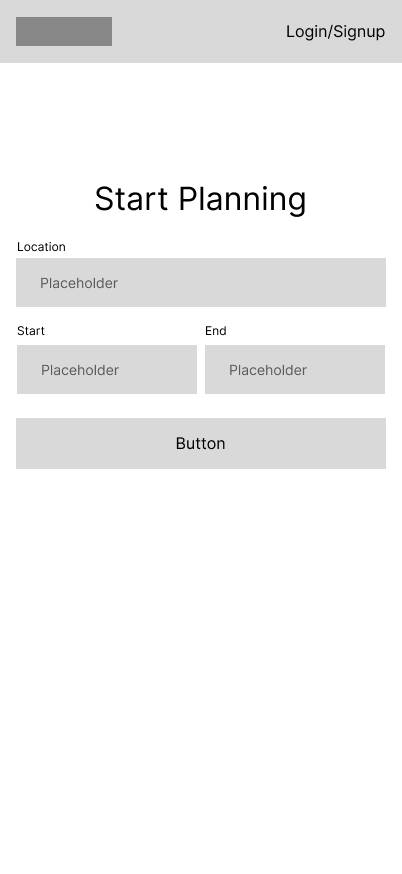 Login/Signup
Start Planning
Location
Placeholder
Start
End
Placeholder
Placeholder
Button